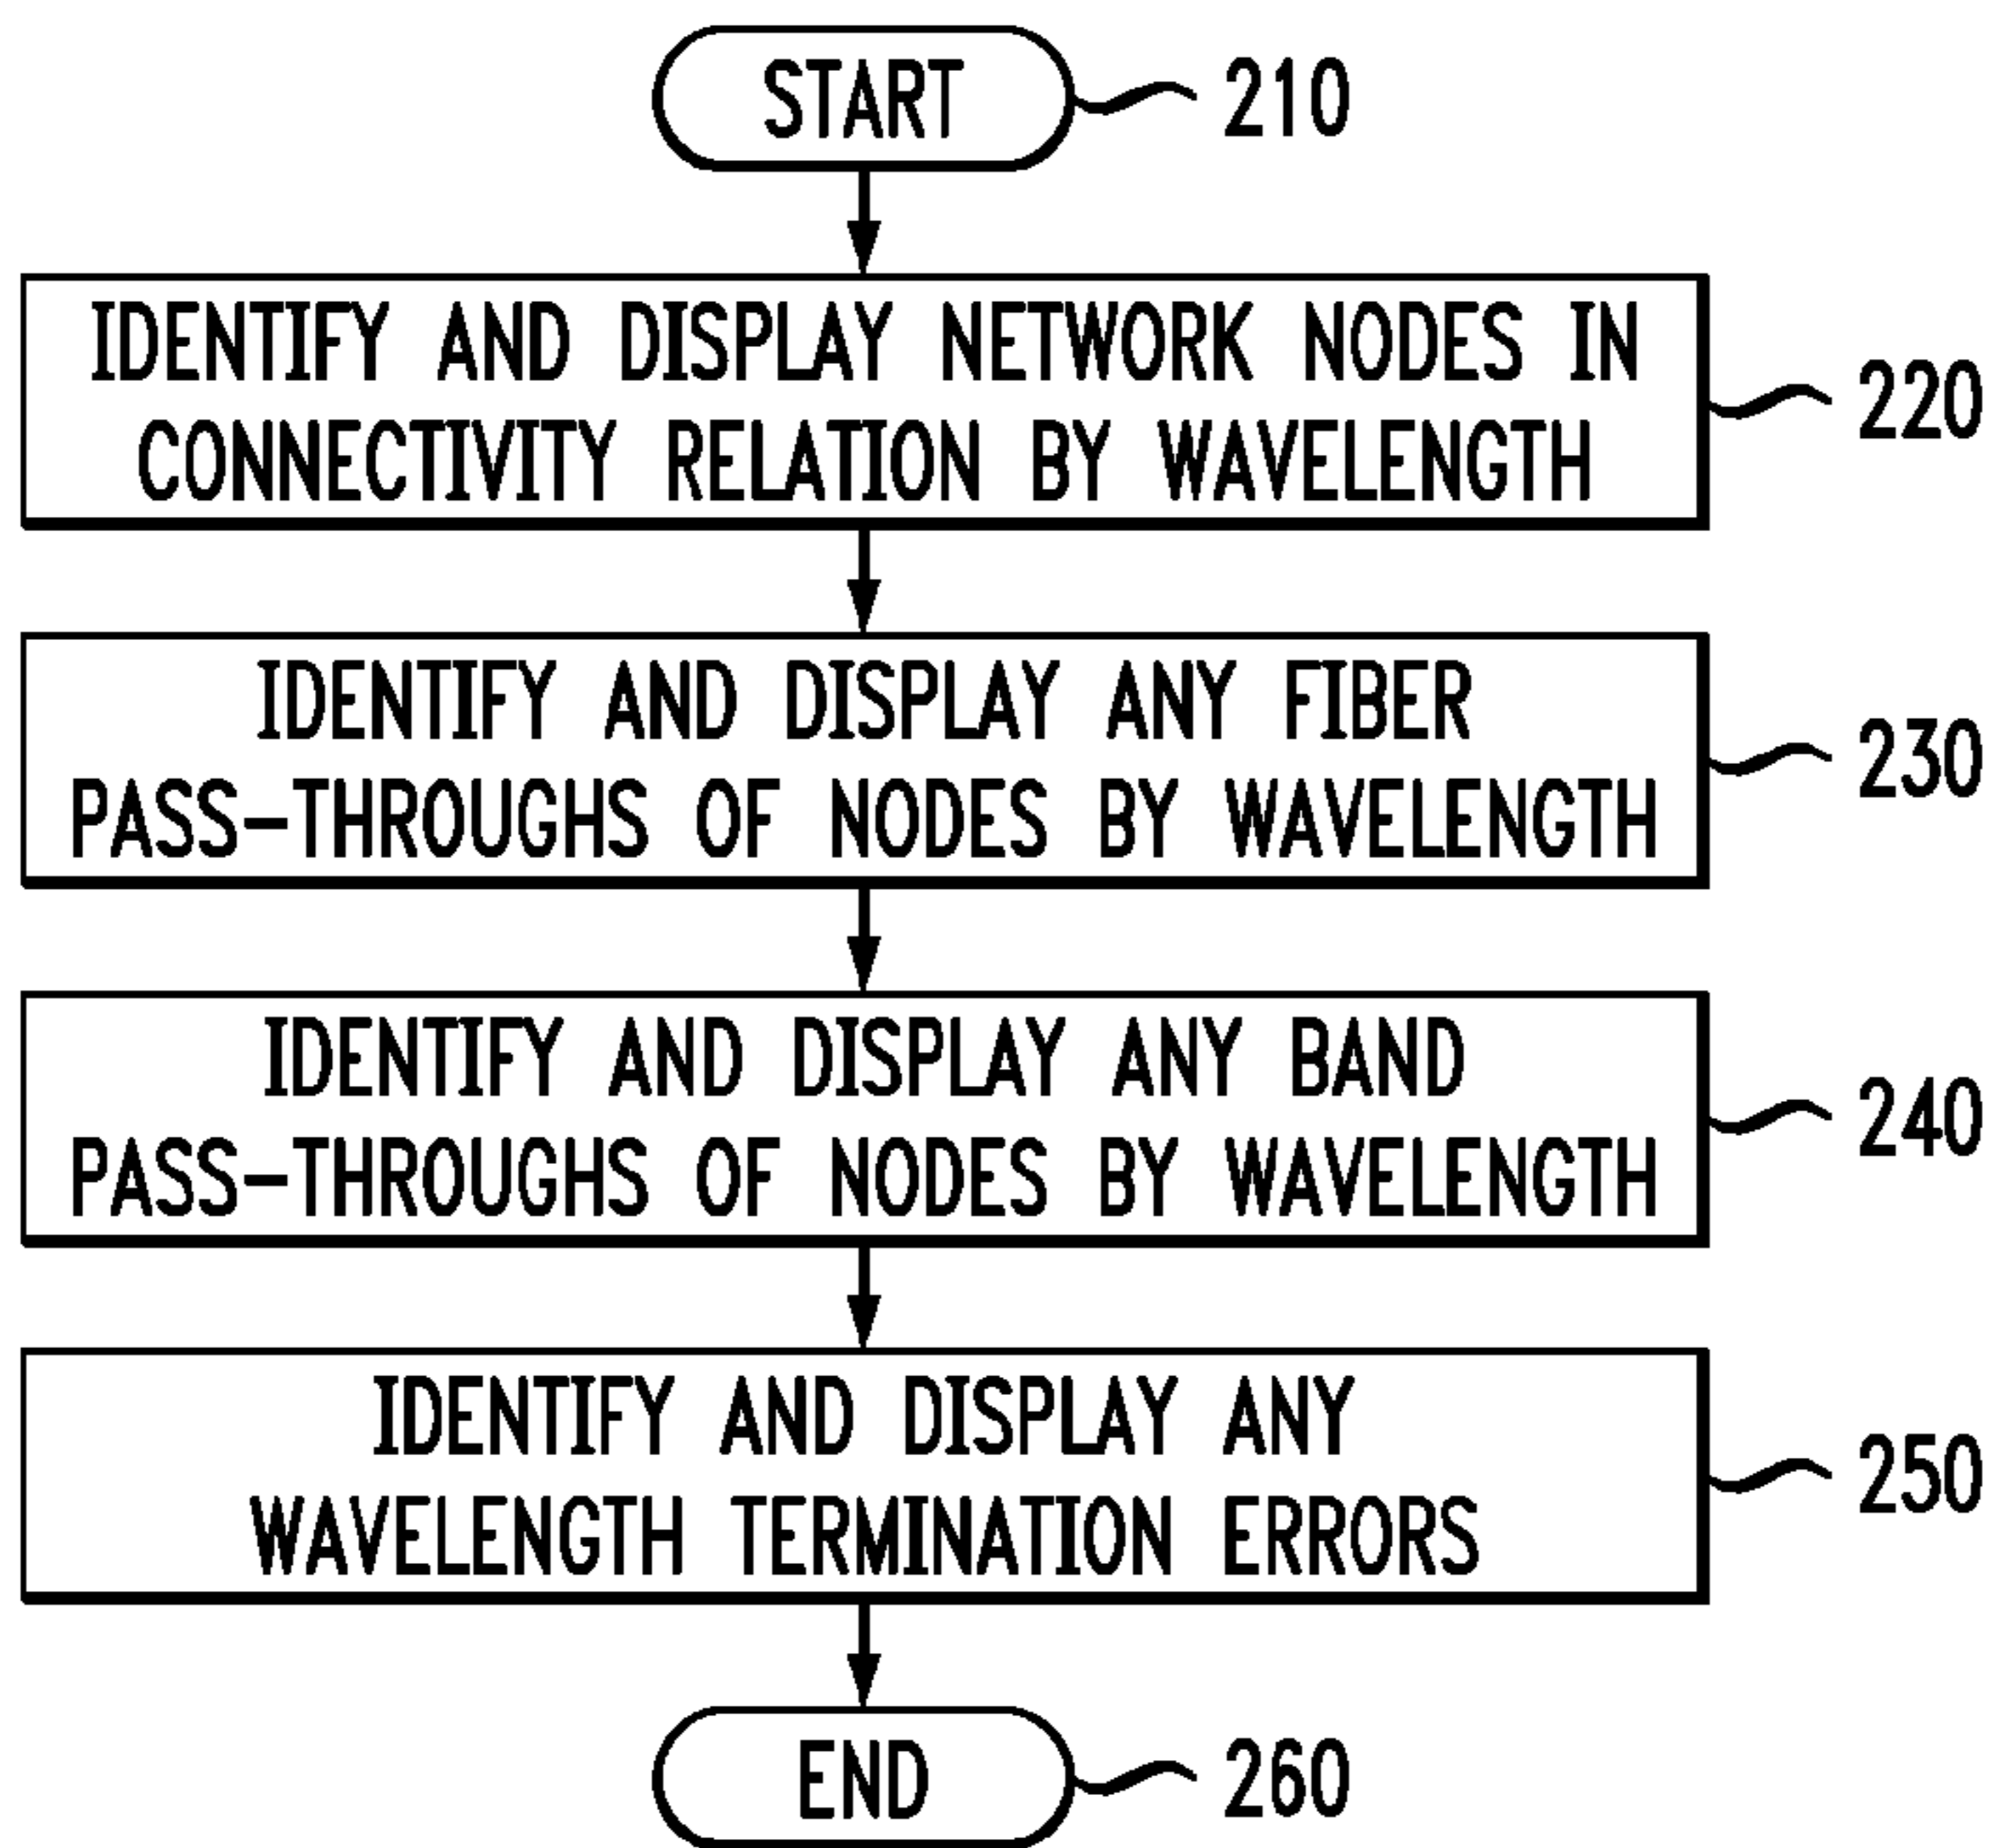 START
210
IDENTIFY AND DISPLAY NETWORK NODES IN
CONNECTIVITY RELATION BY WAVELENGTH
220
IDENTIFY AND DISPLAY ANY FIBER
PASS-THROUGHS OF NODES BY WAVELENGTH
230
IDENTIFY AND DISPLAY ANY BAND
PASS-THROUGHS OF NODES BY WAVELENGTH
240
IDENTIFY AND DISPLAY ANY
WAVELENGTH TERMINATION ERRORS
250
END
260